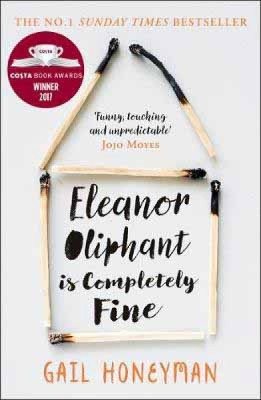 THE NO.1 SUNDAY TIMES BESTSELLER
COSTA
COSTA BOOK AWARDS
WINNER
2017
‘Funny, touching
and unpredictable’
JOJO MOYES
Eleanor
Oliphant
is Completely
Fine
GAIL HONEYMAN